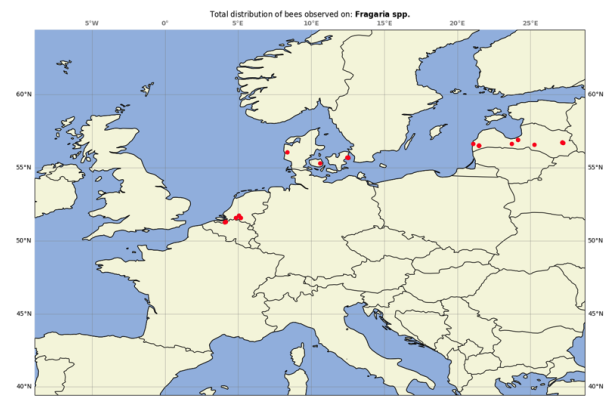 Total distribution of bees observed on: Fragaria spp.
5°W 0° 5°E 10°E 15°E 20°E 25°E
60°N 60°N
55°N 55°N
50°N 50°N
45°N 45°N
40°N 40°N